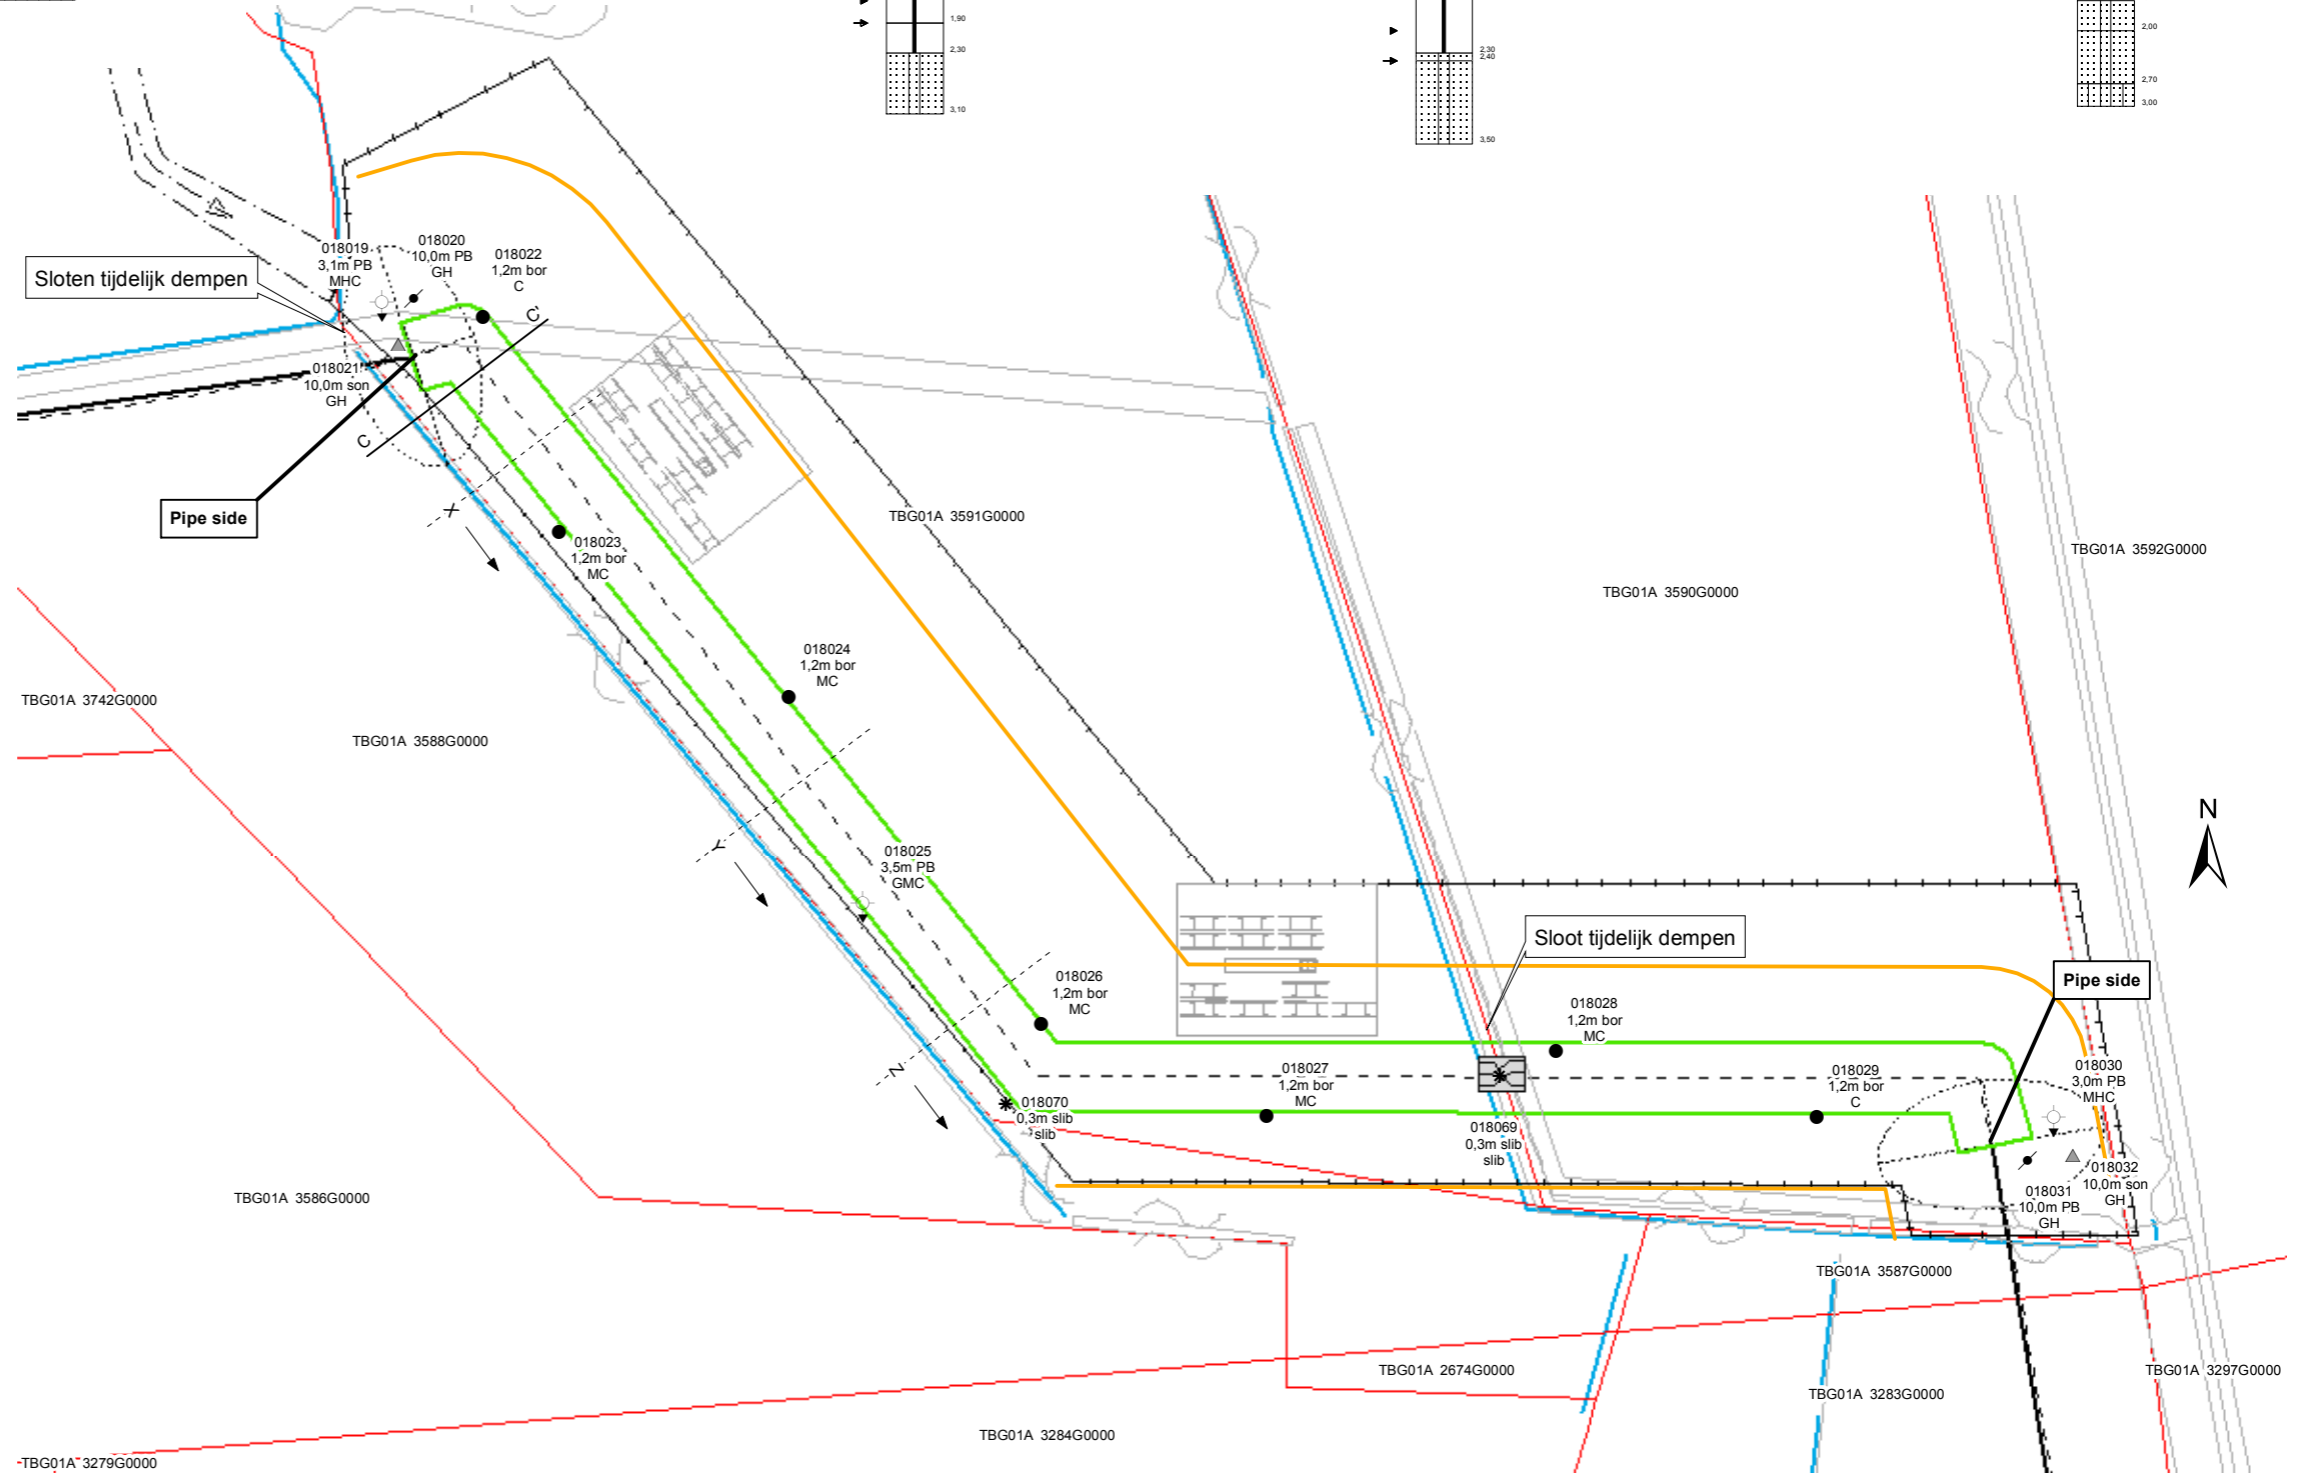 1,90
2,30
3,10
2,30
2,40
3,50
2,00
2,70
3,00
018019
3,1m PB
MHC
018020
10,0m PB
GH
018022
1,2m bor
C
Sloten tijdelijk dempen
C'
018021
10,0m son
GH
C
Pipe side
X
018023
1,2m bor
MC
TBG01A 3591G0000
TBG01A 3592G0000
TBG01A 3590G0000
018024
1,2m bor
MC
TBG01A 3742G0000
TBG01A 3588G0000
Y
018025
3,5m PB
GMC
N
Sloot tijdelijk dempen
Pipe side
018026
1,2m bor
MC
018028
1,2m bor
MC
Z
018027
1,2m bor
MC
018029
1,2m bor
C
018030
3,0m PB
MHC
018070
0,3m slib
slib
018069
0,3m slib
slib
018032
10,0m son
GH
018031
10,0m PB
GH
TBG01A 3586G0000
TBG01A 3587G0000
TBG01A 2674G0000
TBG01A 3297G0000
TBG01A 3283G0000
TBG01A 3284G0000
TBG01A 3279G0000